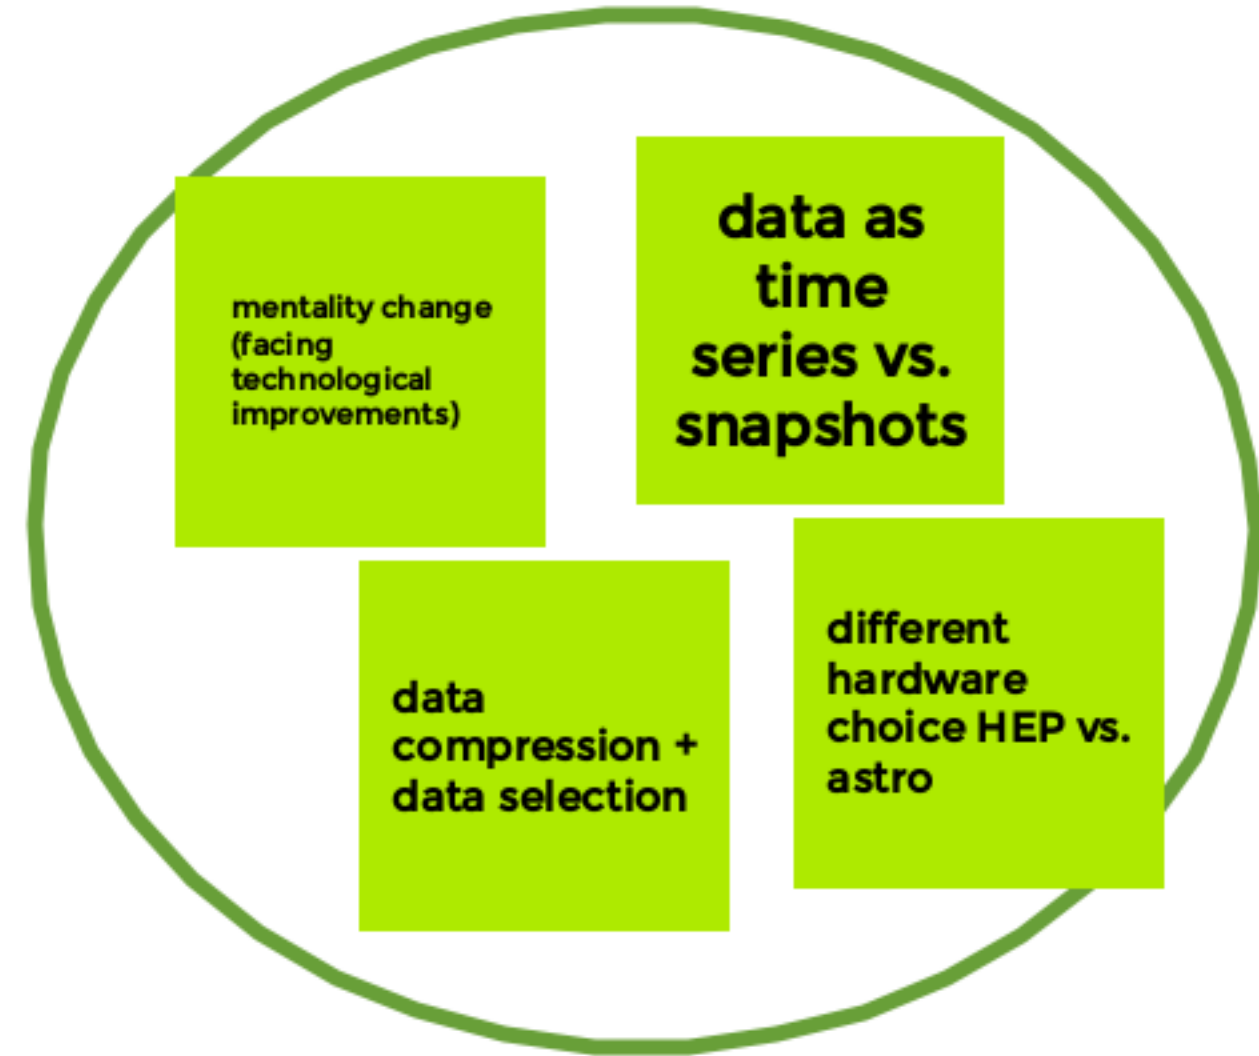 mentality change
(facing
technological
improvements)
data as
time
series vs.
snapshots
data
compression +
data selection
different
hardware
choice HEP vs.
astro